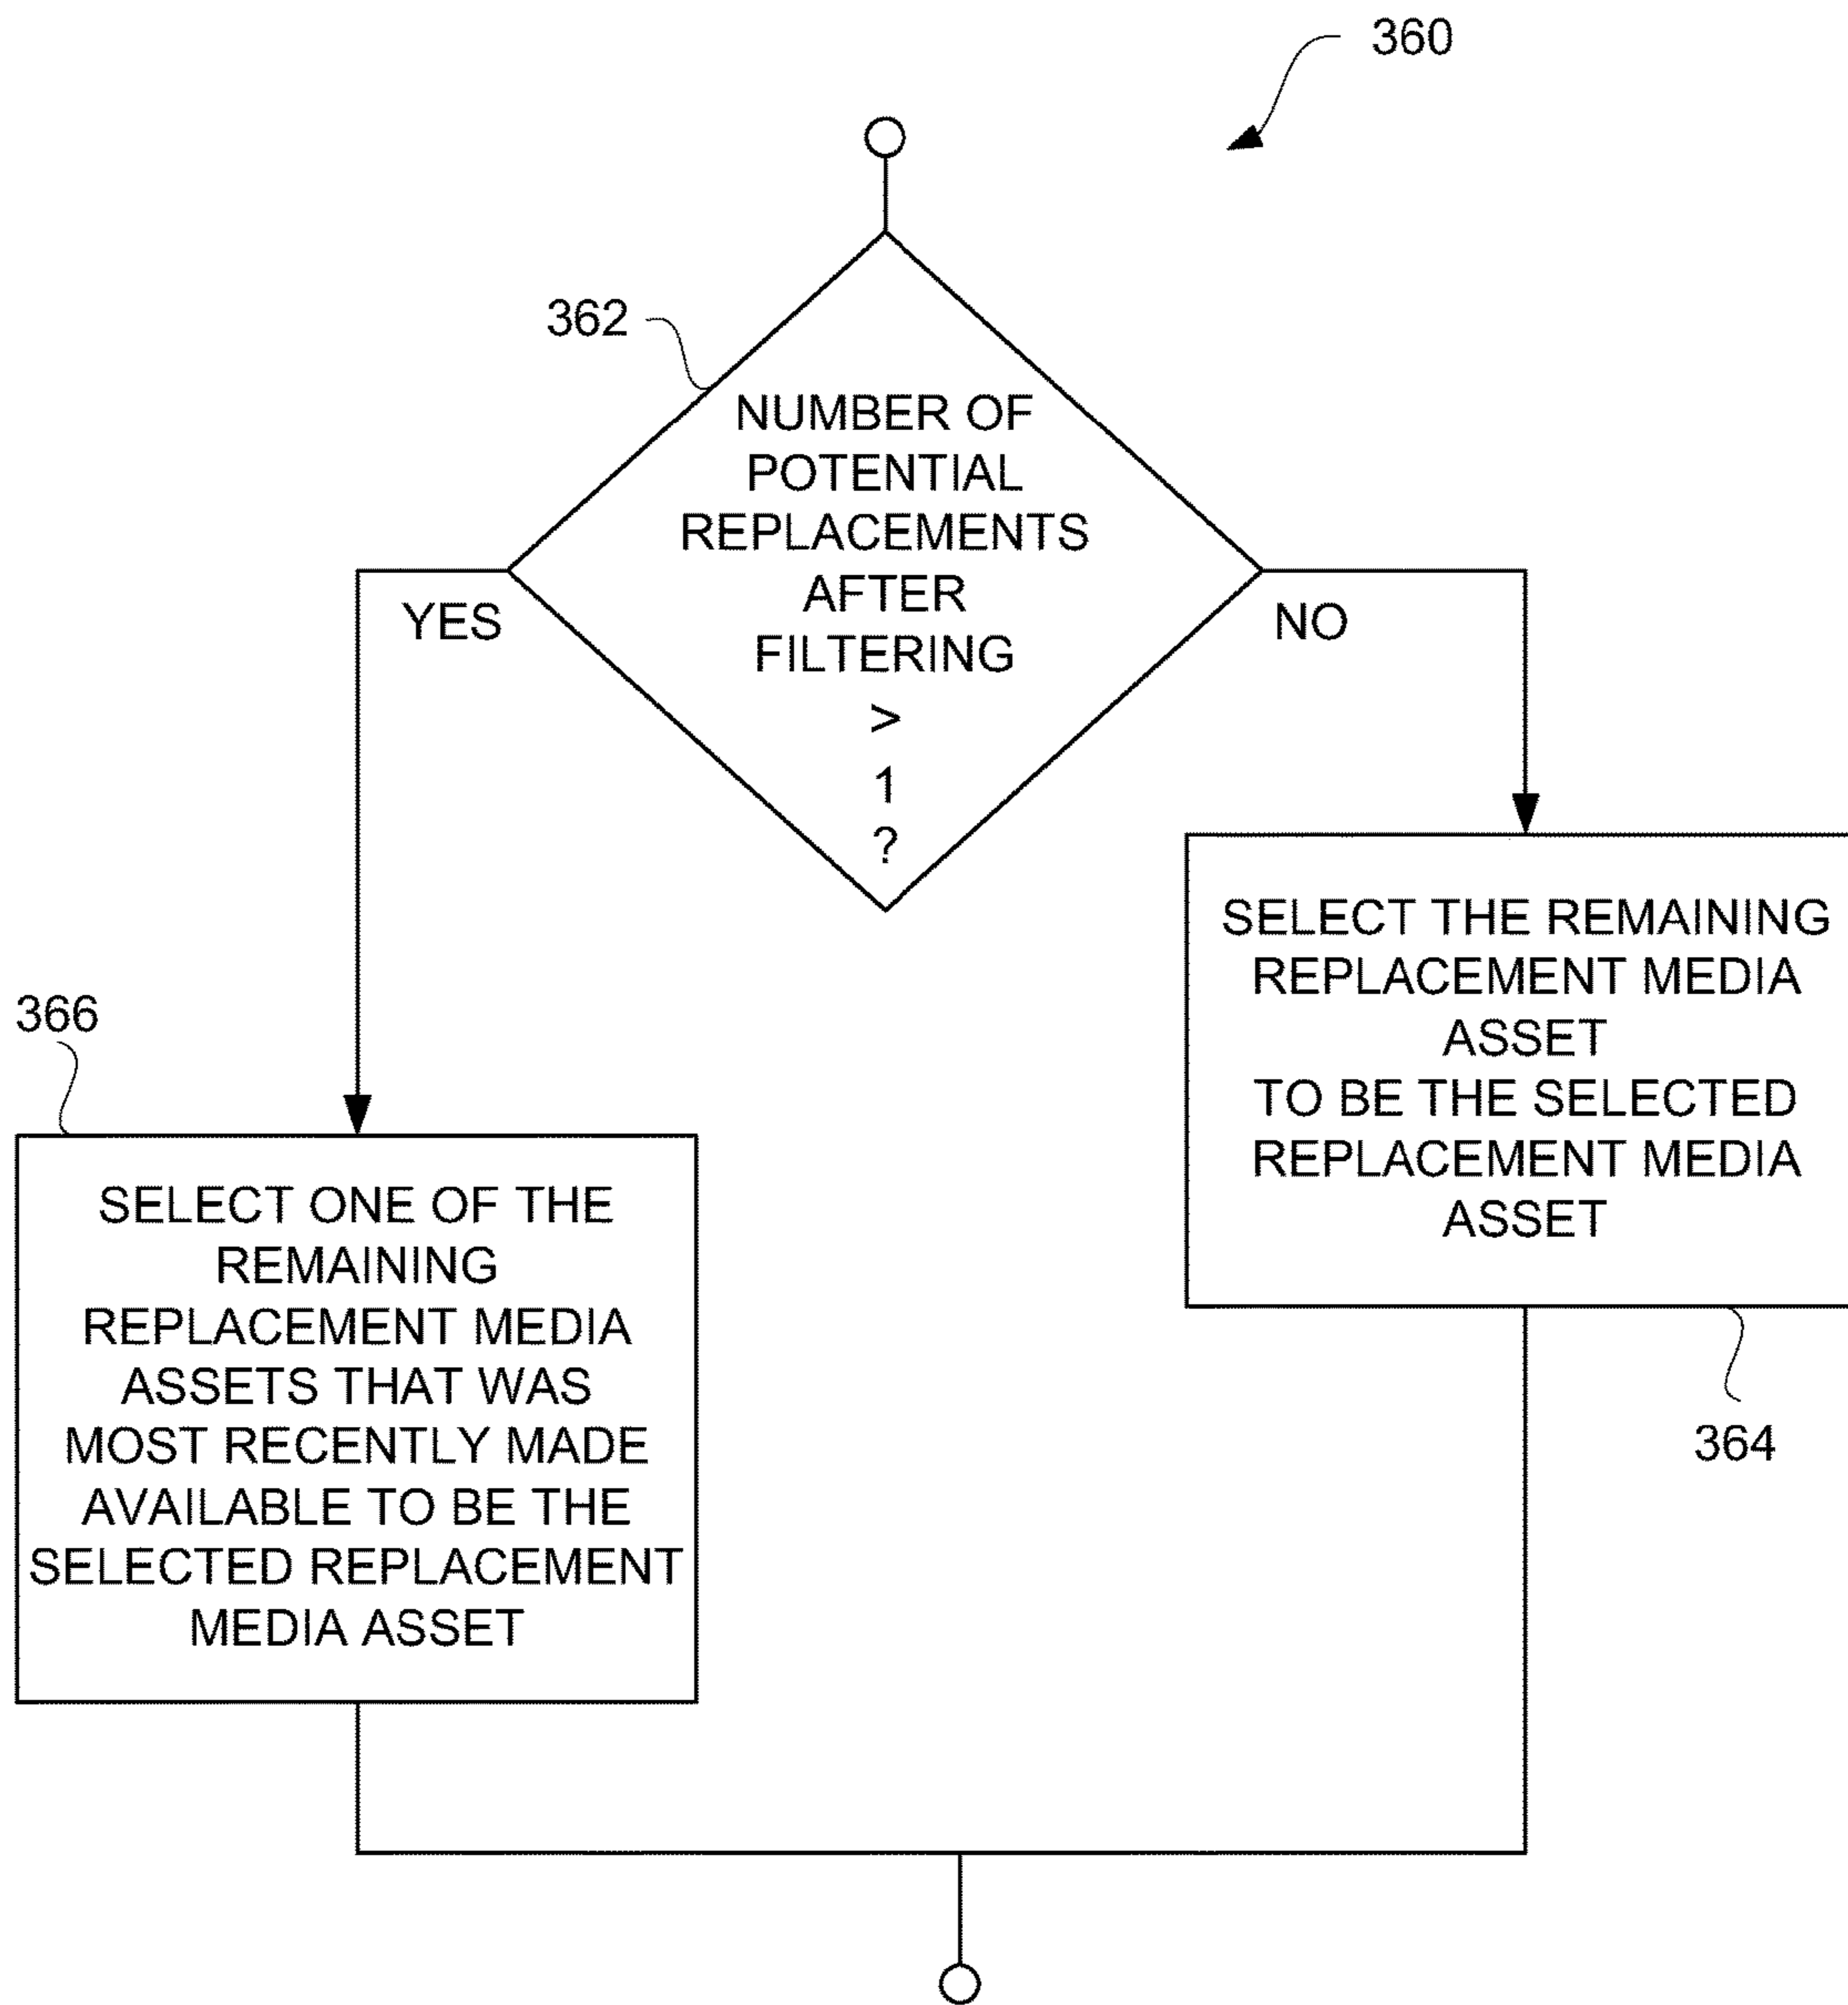 360
362
NUMBER OF
POTENTIAL
REPLACEMENTS
AFTER
FILTERING
>
1
?
YES
NO
SELECT THE REMAINING
REPLACEMENT MEDIA
ASSET
TO BE THE SELECTED
REPLACEMENT MEDIA
ASSET
364
366
SELECT ONE OF THE
REMAINING
REPLACEMENT MEDIA
ASSETS THAT WAS
MOST RECENTLY MADE
AVAILABLE TO BE THE
SELECTED REPLACEMENT
MEDIA ASSET